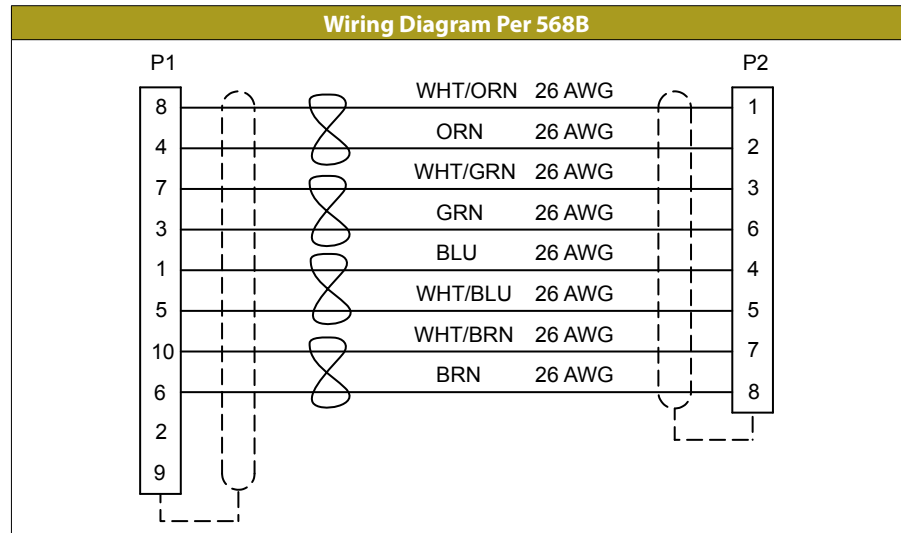 Wiring Diagram Per 568B
P1 P2
8 WHT/ORN 26 AWG 1
4 ORN 26 AWG 2
7 WHT/GRN 26 AWG 3
3 GRN 26 AWG 6
1 BLU 26 AWG 4
5 WHT/BLU 26 AWG 5
10 WHT/BRN 26 AWG 7
6 BRN 26 AWG 8
2
9